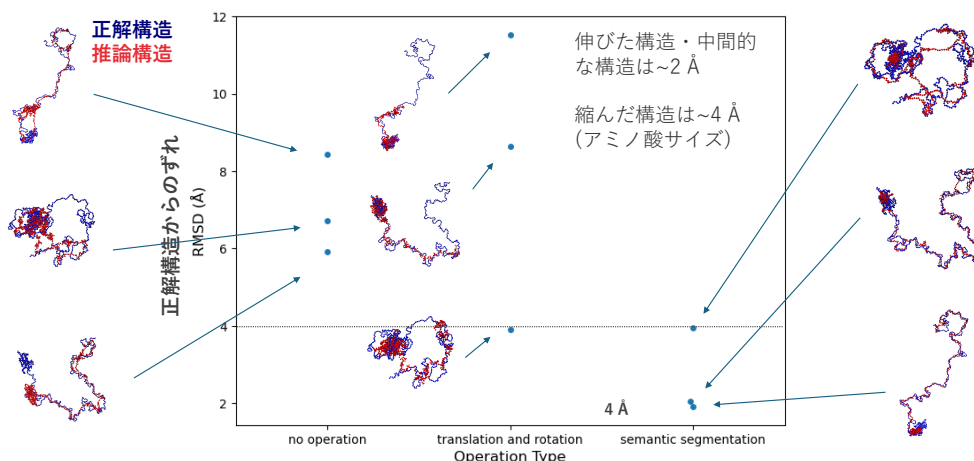 正解構造
推論構造
正解構造からのずれ
RMSD (Å)
12
10
8
6
4
2
伸びた構造・中間的
な構造は~2 Å
縮んだ構造は~4 Å
(アミノ酸サイズ)
4 Å
no operation
translation and rotation
semantic segmentation
Operation Type